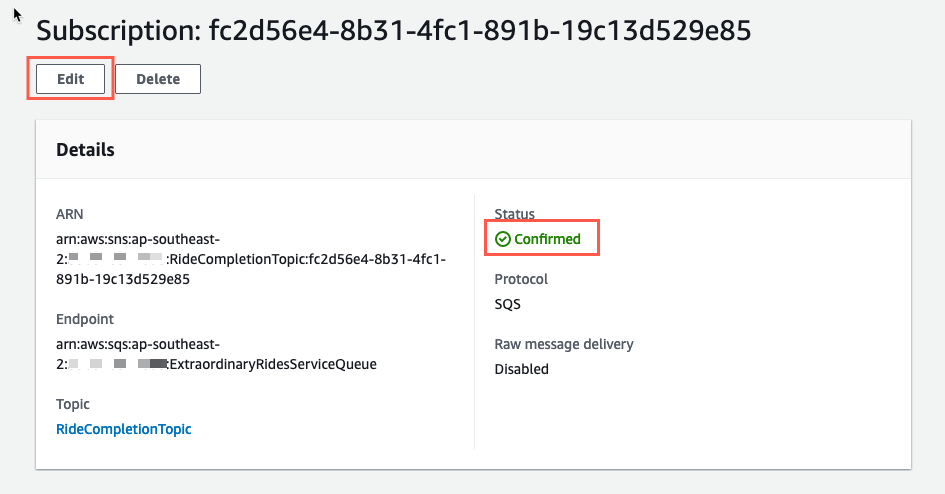 Subscription: fc2d56e4-8b31-4fc1-891b-19c13d529e85
Edit
Delete
Details
ARN
arn:aws:sns:ap-southeast-
2: :RideCompletionTopic:fc2d56e4-8b31-4fc1-
891b-19c13d529e85
Endpoint
arn:aws:sqs:ap-southeast-
2: :ExtraordinaryRidesServiceQueue
Topic
RideCompletionTopic
Status
Confirmed
Protocol
SQS
Raw message delivery
Disabled